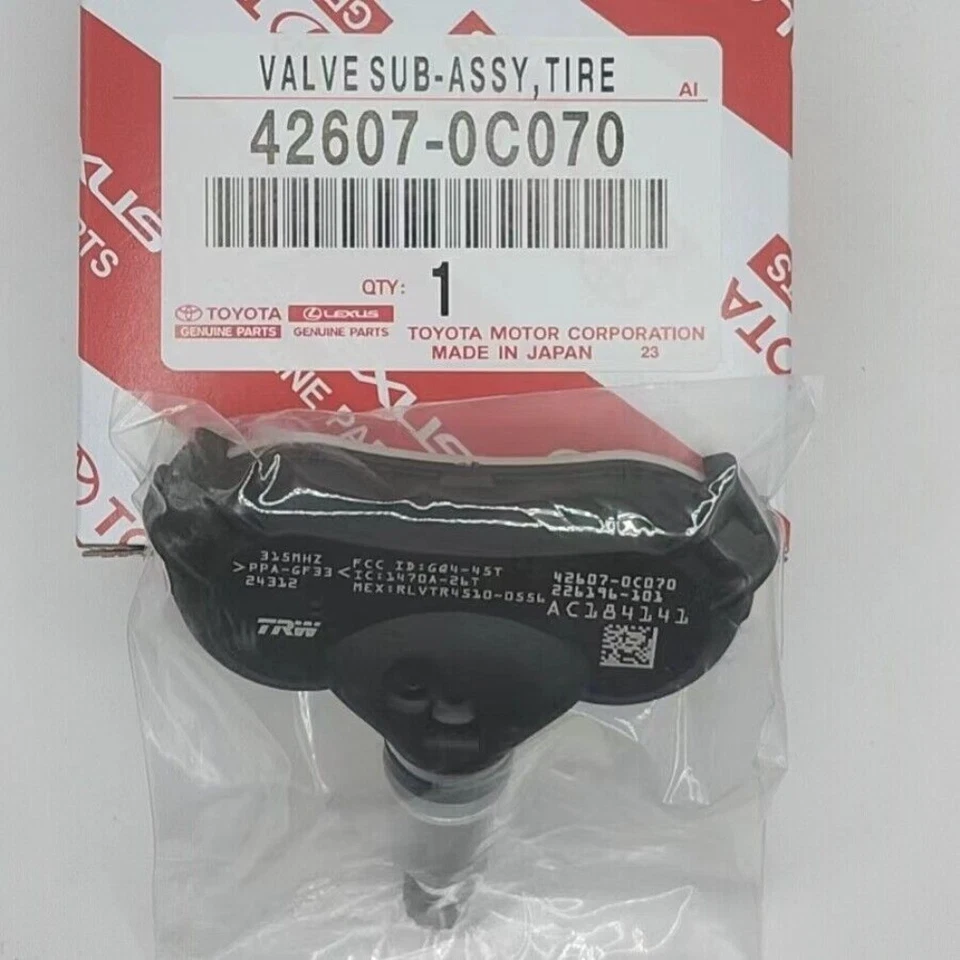 VALVE SUB-ASSY,TIRE
AI
42607-0C070
QTY: 1
TOYOTA
GENUINE PARTS
LEXUS
GENUINE PARTS
TOYOTA MOTOR CORPORATION
MADE IN JAPAN 23
315MHZ
>PPA-GF33<
24312
FCC ID:GQ4-45T
IC:1470A-26T
MEX:RLVTR4510-0556
TRW
42607-0C070
226196-101
AC184141